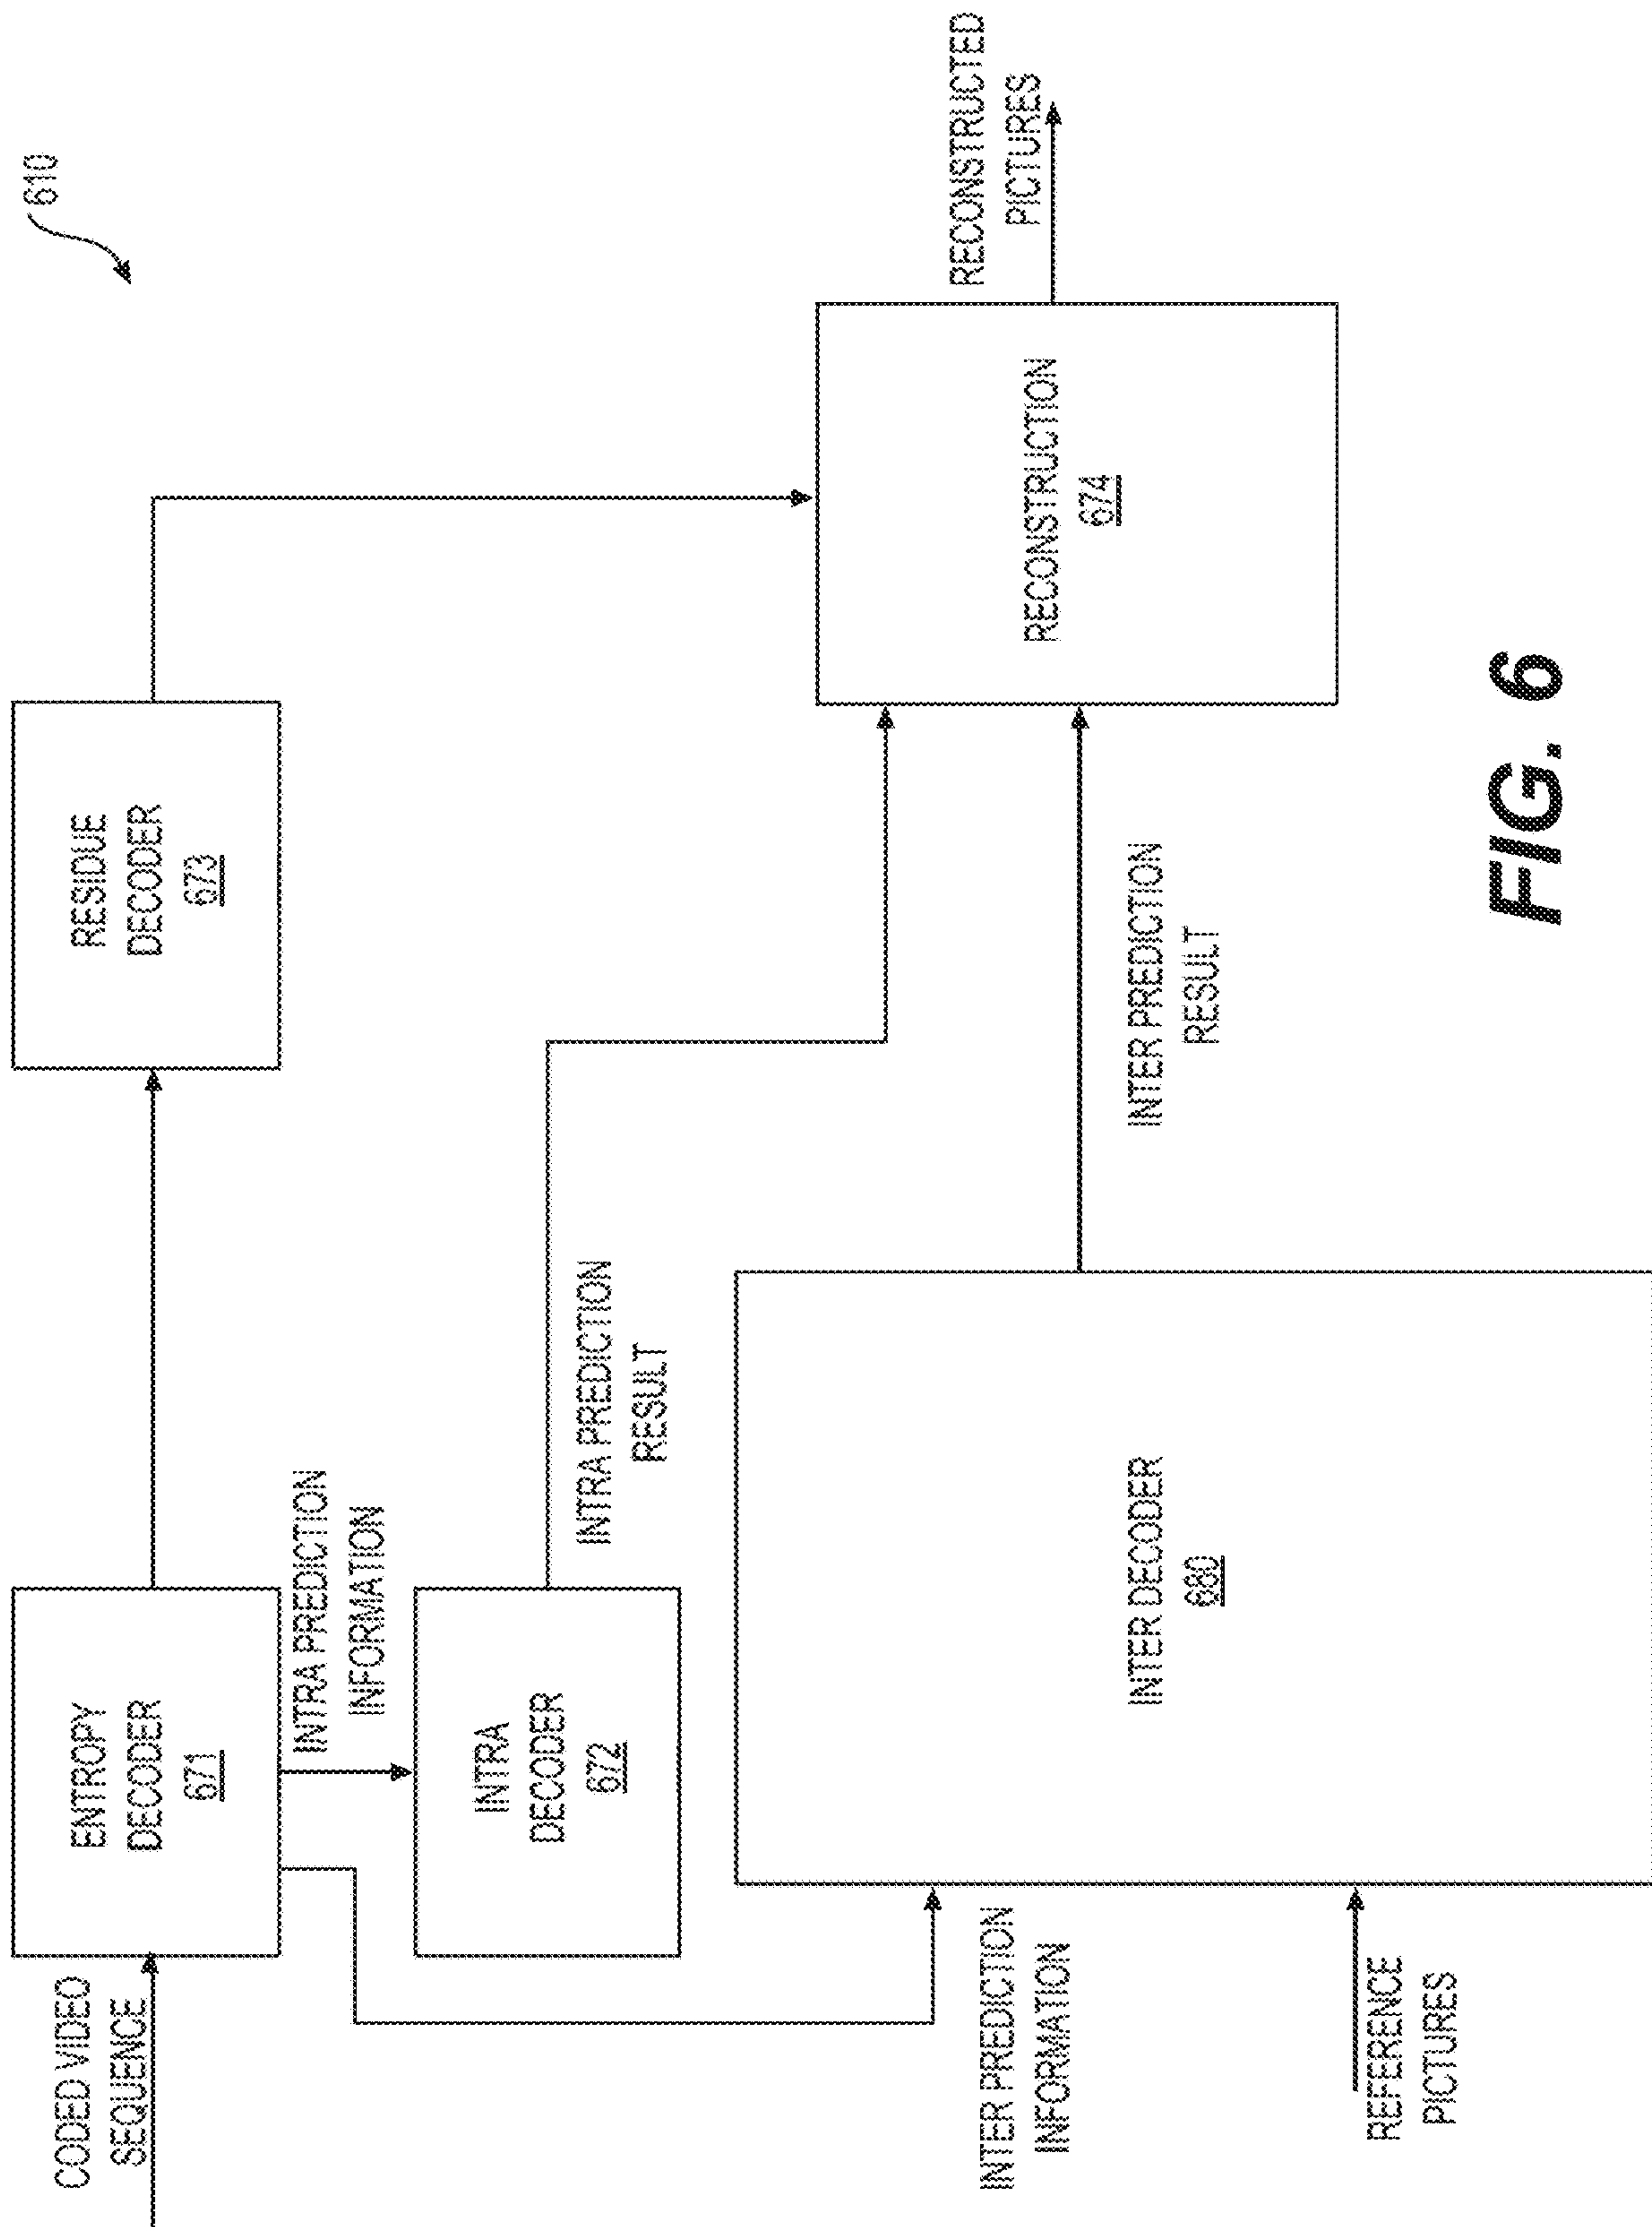 610
CODED VIDEO
SEQUENCE
ENTROPY
DECODER
671
RESIDUE
DECODER
673
INTRA PREDICTION
INFORMATION
INTRA
DECODER
672
INTRA PREDICTION
RESULT
RECONSTRUCTED
PICTURES
RECONSTRUCTION
674
INTER PREDICTION
INFORMATION
INTER DECODER
680
INTER PREDICTION
RESULT
REFERENCE
PICTURES
FIG. 6